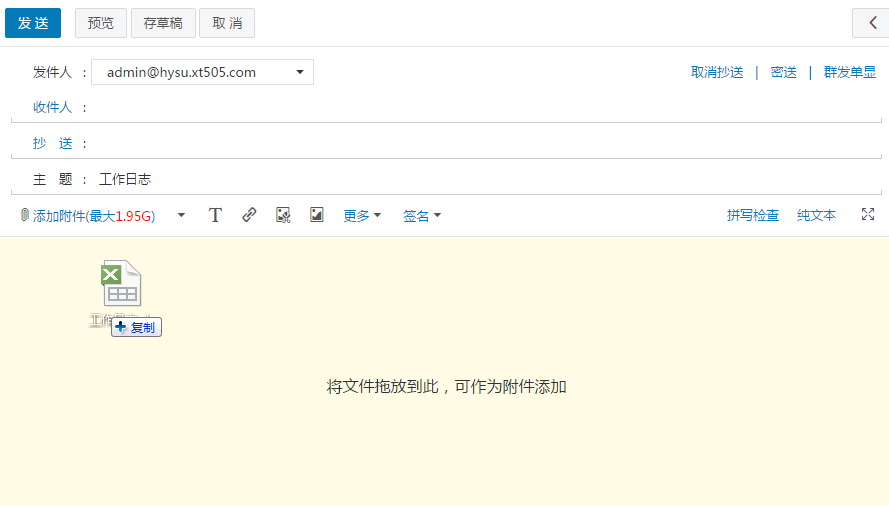 发 送 预览 存草稿 取 消
发件人 : admin@hysu.xt505.com 取消抄送 | 密送 | 群发单显
收件人 :
抄 送 :
主 题 : 工作日志
添加附件(最大1.95G) T 更多 签名 拼写检查 纯文本
复制
将文件拖放到此，可作为附件添加